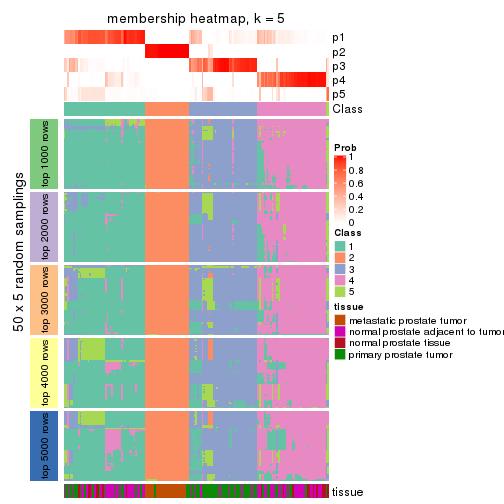 membership heatmap, k = 5
p1
p2
p3
p4
p5
Class
50 x 5 random samplings
top 1000 rows
top 2000 rows
top 3000 rows
top 4000 rows
top 5000 rows
tissue
Prob
1
0.8
0.6
0.4
0.2
0
Class
1
2
3
4
5
tissue
metastatic prostate tumor
normal prostate adjacent to tumor
normal prostate tissue
primary prostate tumor